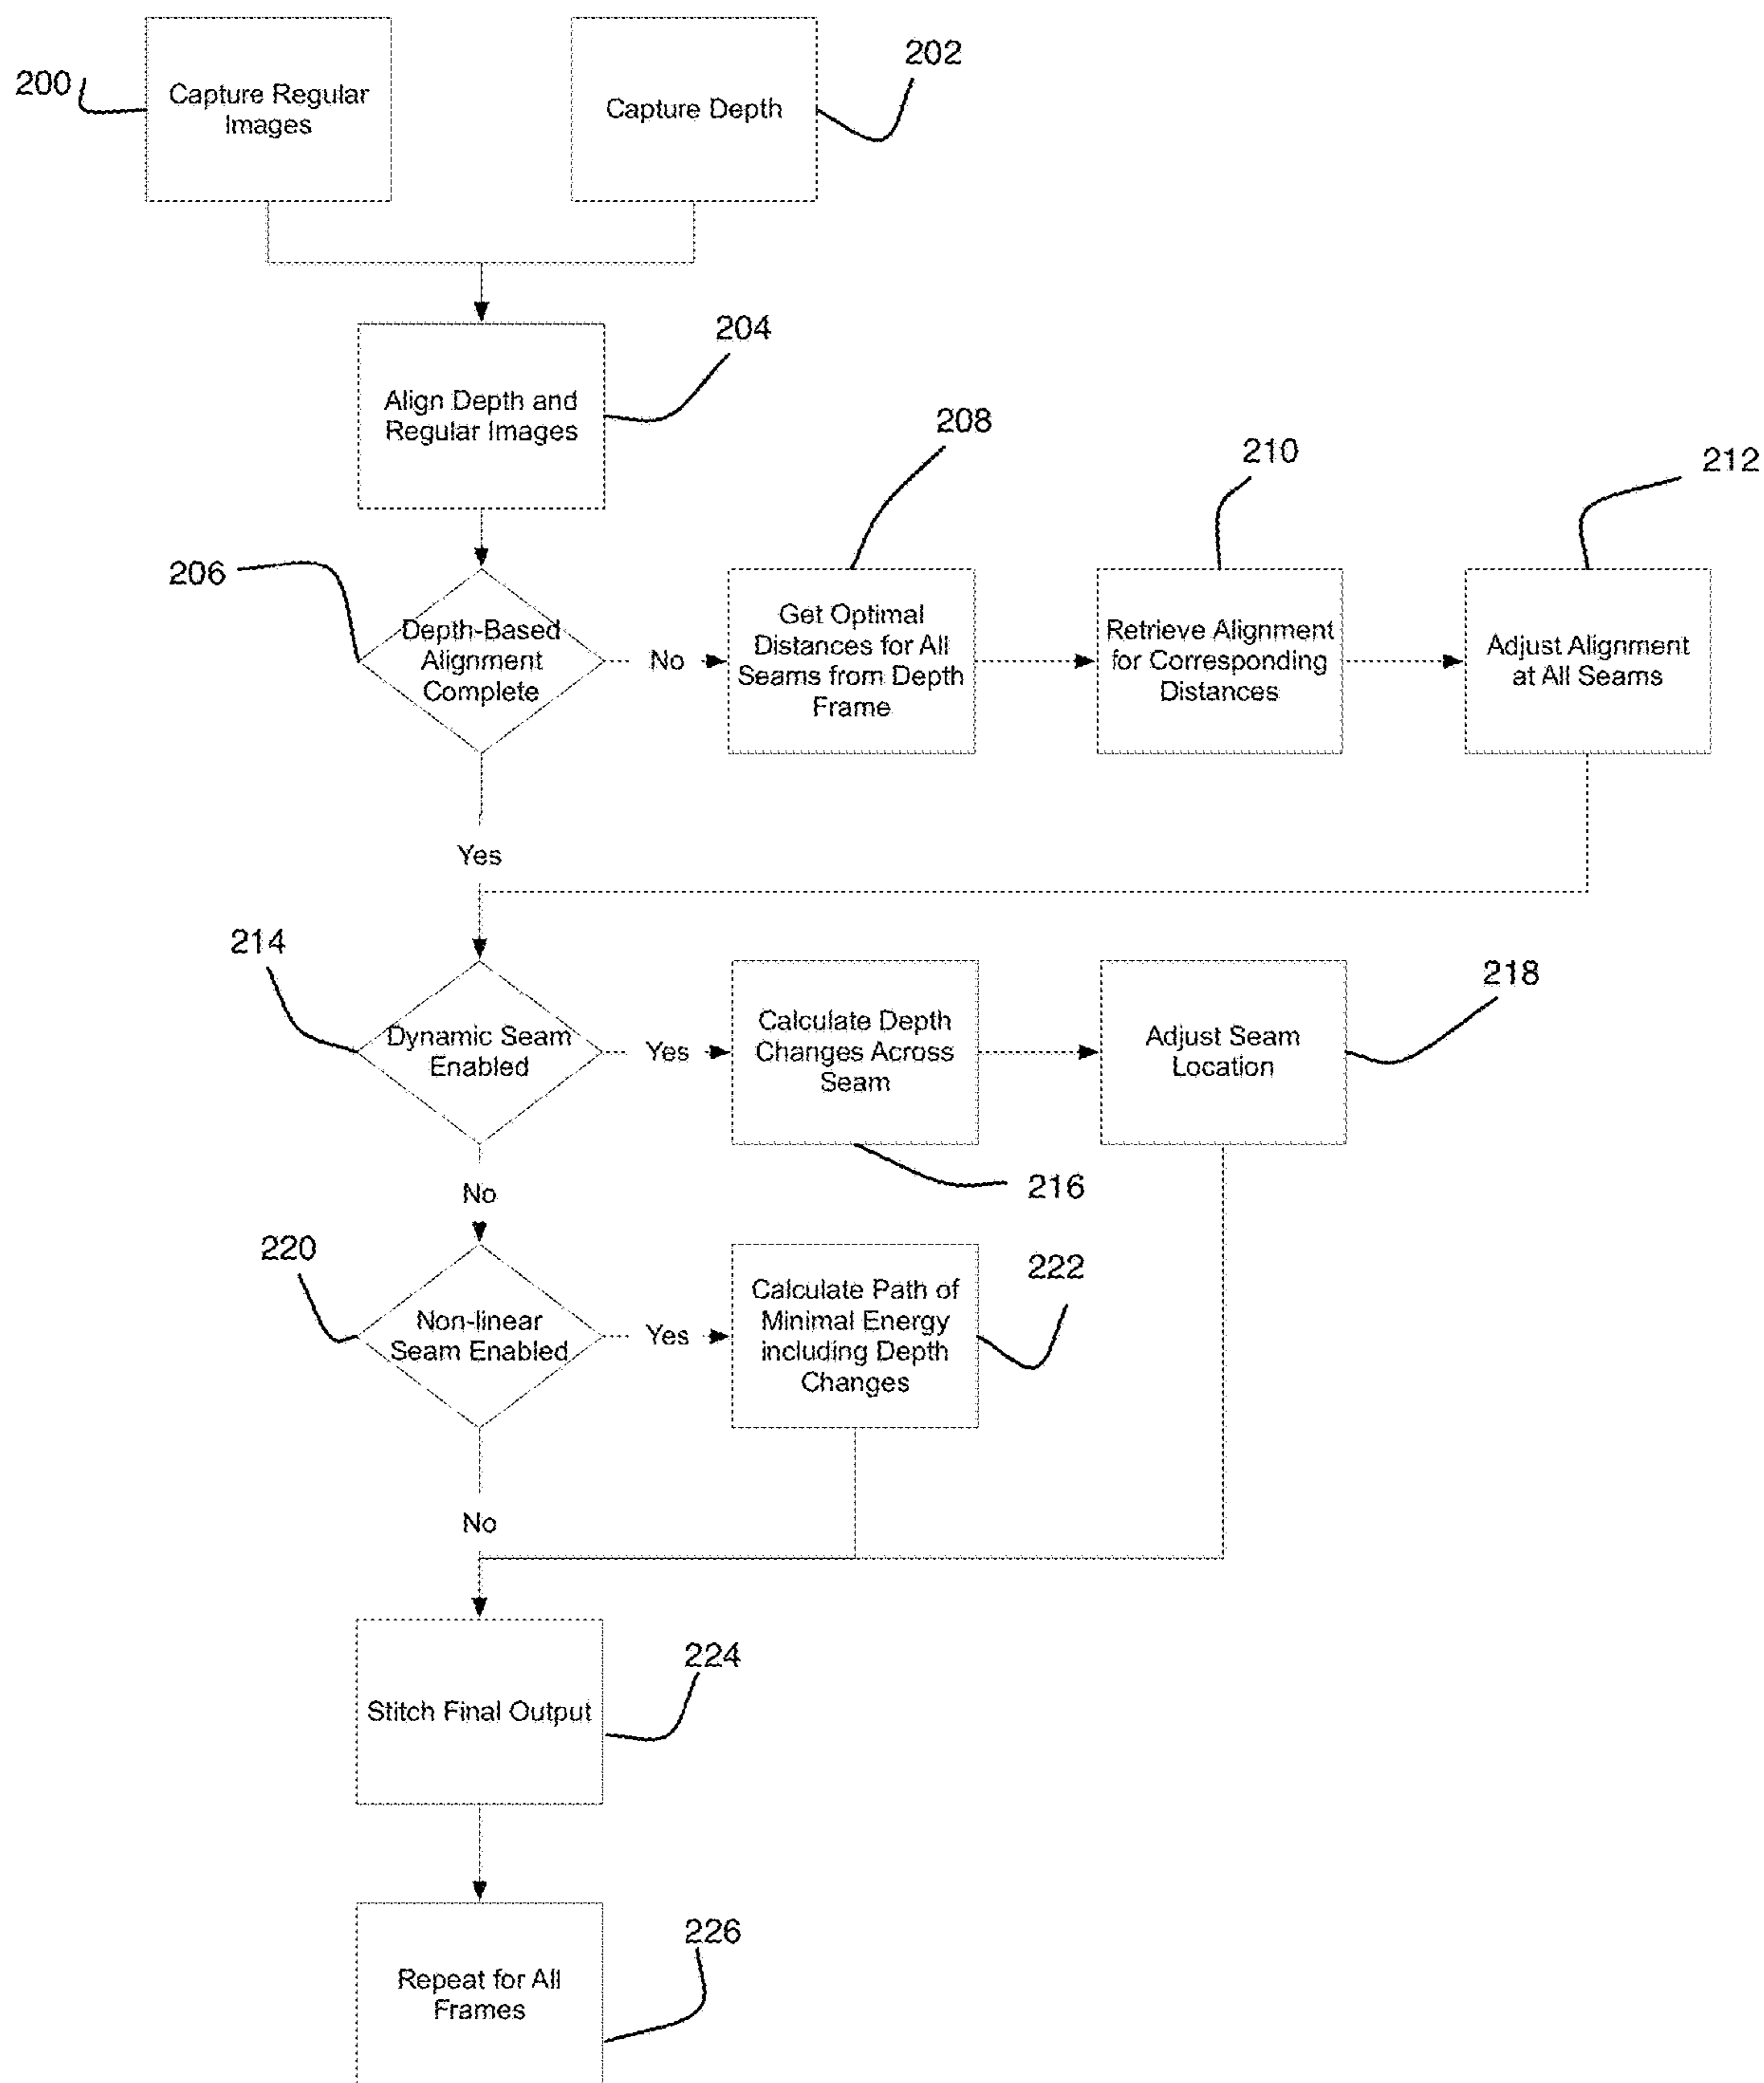 200
Capture Regular
Images
Capture Depth
202
Align Depth and
Regular Images
204
206
Depth-Based
Alignment
Complete
No
208
Get Optimal
Distances for All
Seams from Depth
Frame
210
Retrieve Alignment
for Corresponding
Distances
212
Adjust Alignment
at All Seams
Yes
214
Dynamic Seam
Enabled
Yes
Calculate Depth
Changes Across
Seam
216
Adjust Seam
Location
218
No
220
Non-linear
Seam Enabled
Yes
Calculate Path of
Minimal Energy
including Depth
Changes
222
No
Stitch Final Output
224
Repeat for All
Frames
226